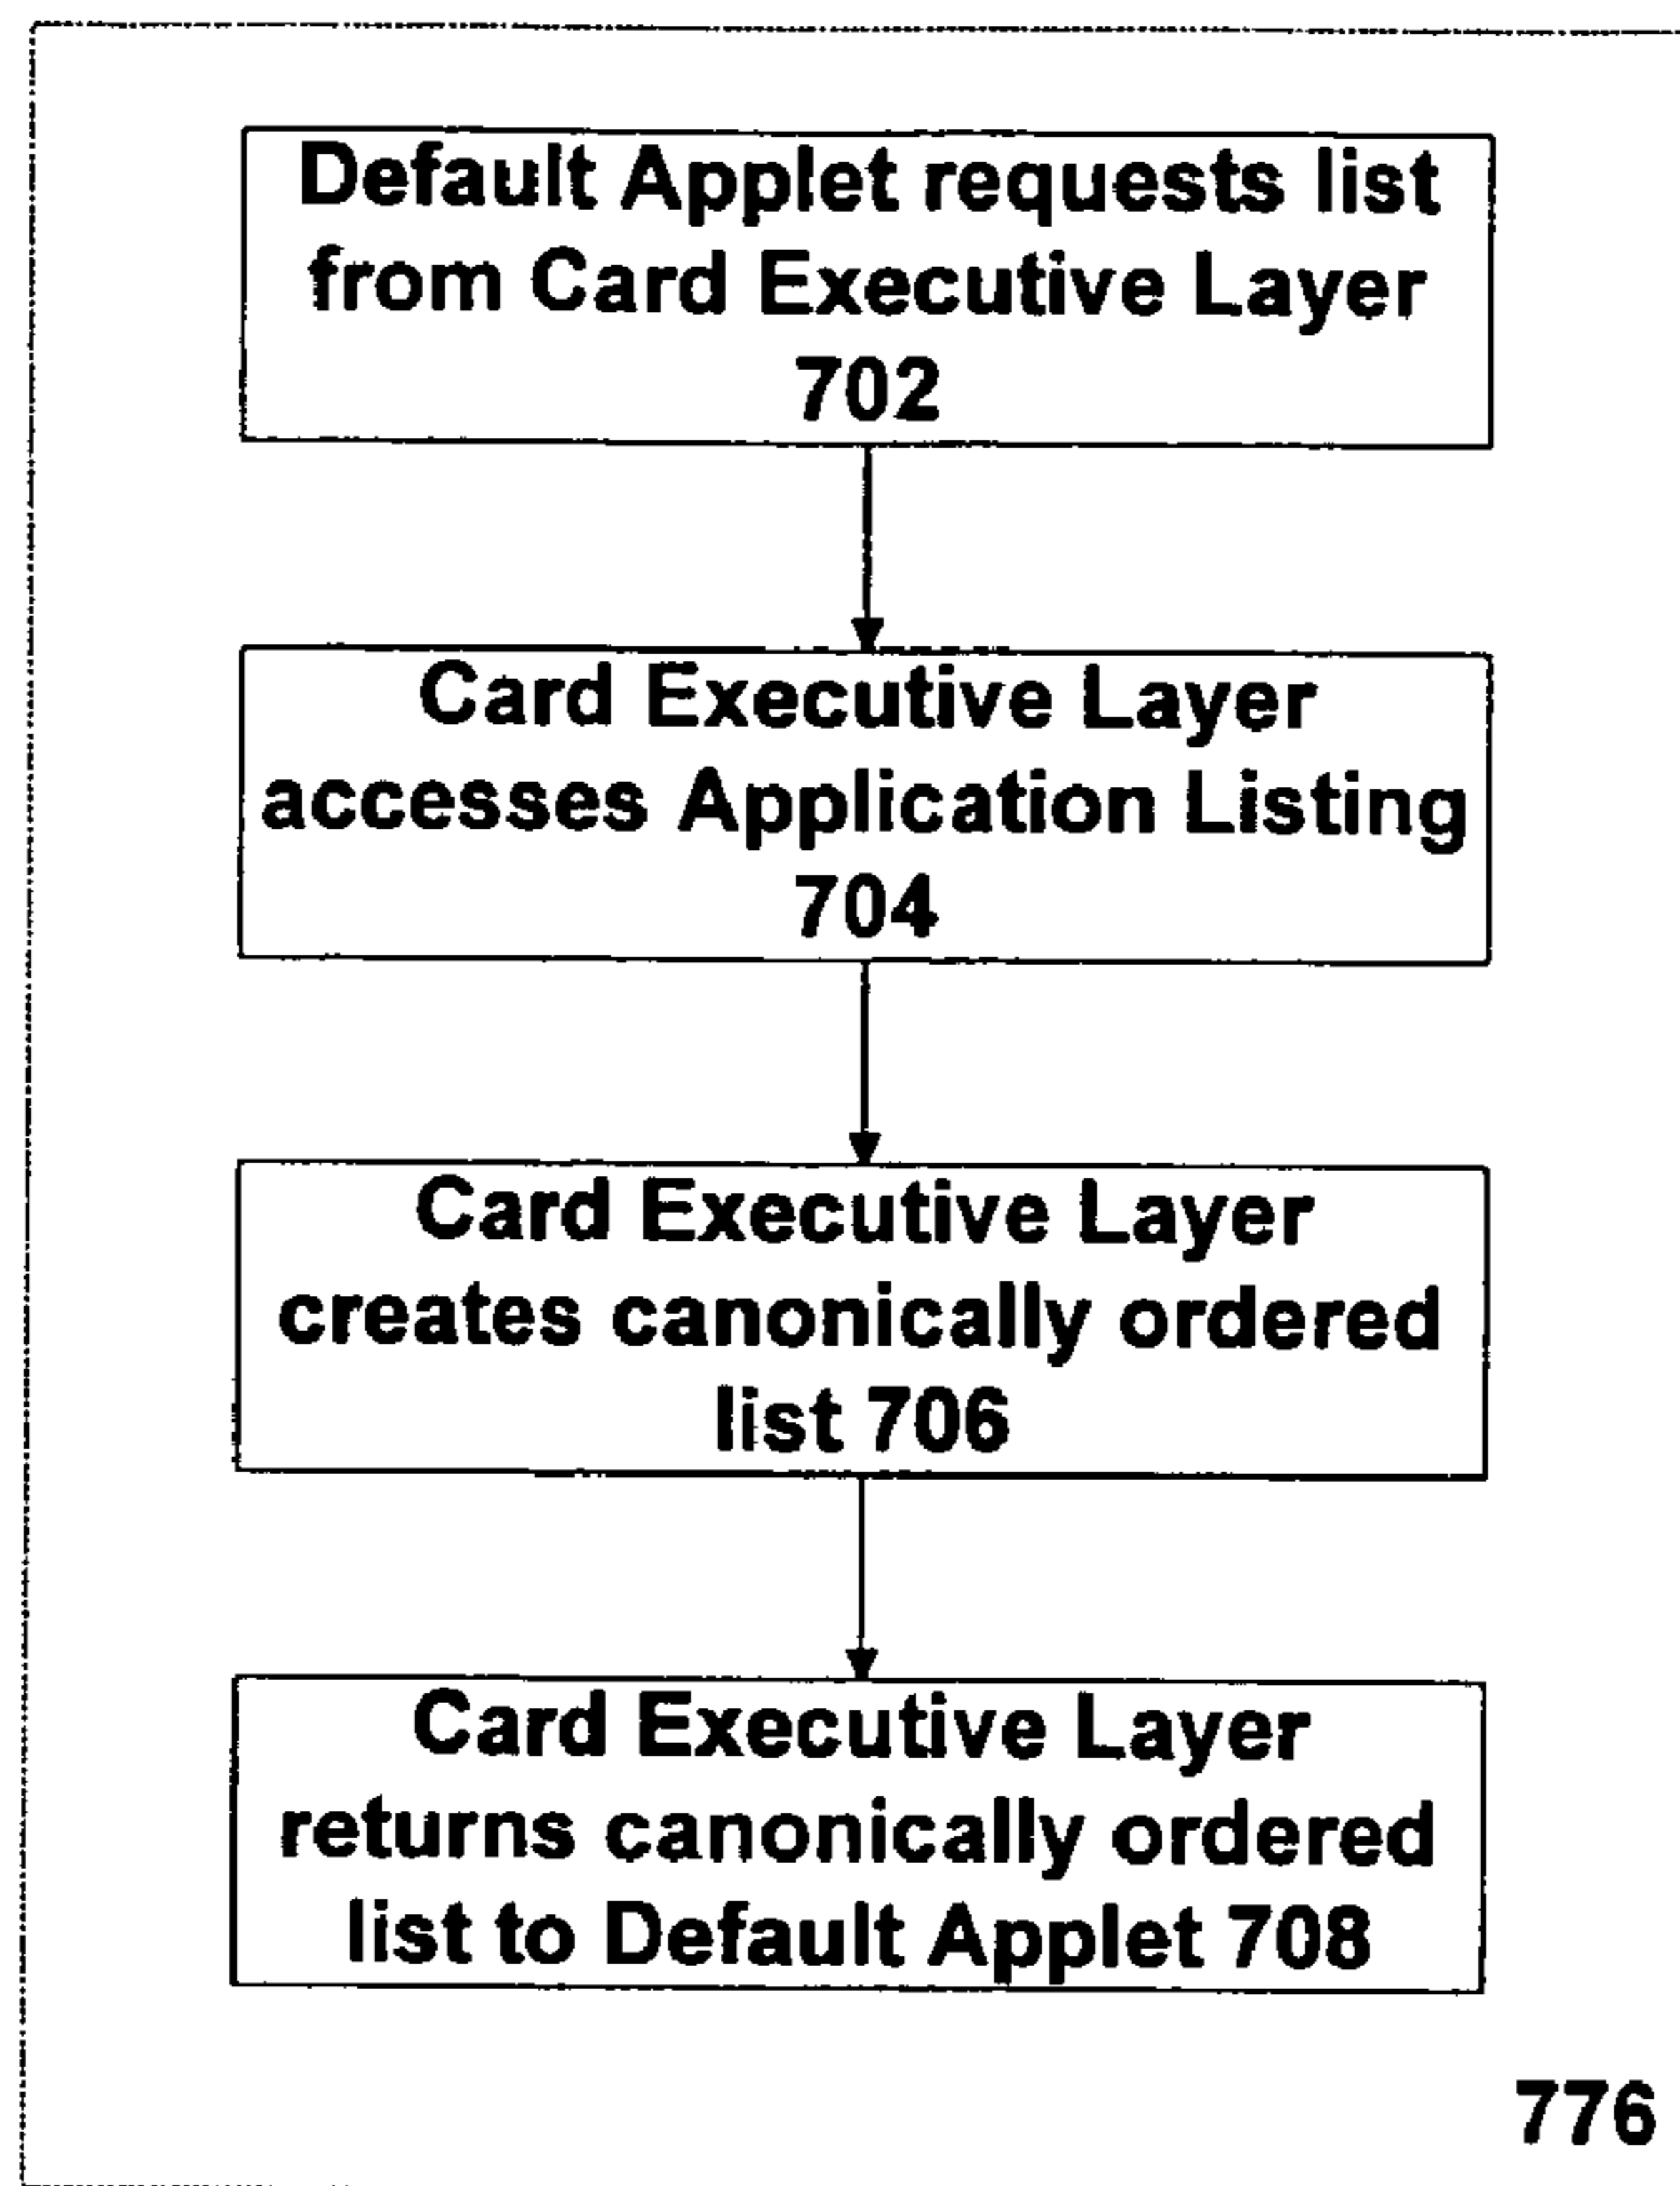 Default Applet requests list
from Card Executive Layer
702
Card Executive Layer
accesses Application Listing
704
Card Executive Layer
creates canonically ordered
list 706
Card Executive Layer
returns canonically ordered
list to Default Applet 708
776